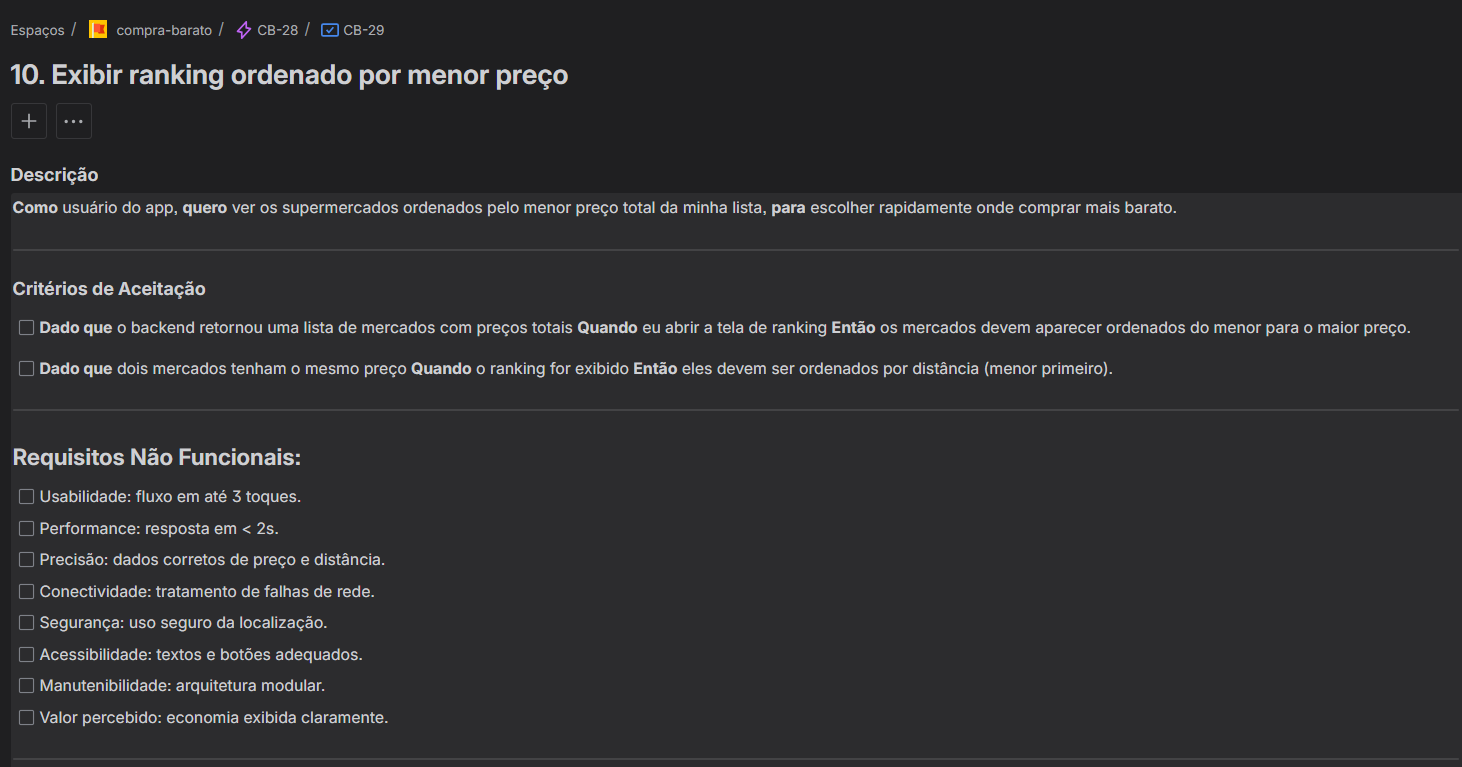 Espaços / compra-barato / CB-28 / CB-29
10. Exibir ranking ordenado por menor preço
Descrição
Como usuário do app, quero ver os supermercados ordenados pelo menor preço total da minha lista, para escolher rapidamente onde comprar mais barato.
Critérios de Aceitação
Dado que o backend retornou uma lista de mercados com preços totais Quando eu abrir a tela de ranking Então os mercados devem aparecer ordenados do menor para o maior preço.
Dado que dois mercados tenham o mesmo preço Quando o ranking for exibido Então eles devem ser ordenados por distância (menor primeiro).
Requisitos Não Funcionais:
Usabilidade: fluxo em até 3 toques.
Performance: resposta em < 2s.
Precisão: dados corretos de preço e distância.
Conectividade: tratamento de falhas de rede.
Segurança: uso seguro da localização.
Acessibilidade: textos e botões adequados.
Manutenibilidade: arquitetura modular.
Valor percebido: economia exibida claramente.